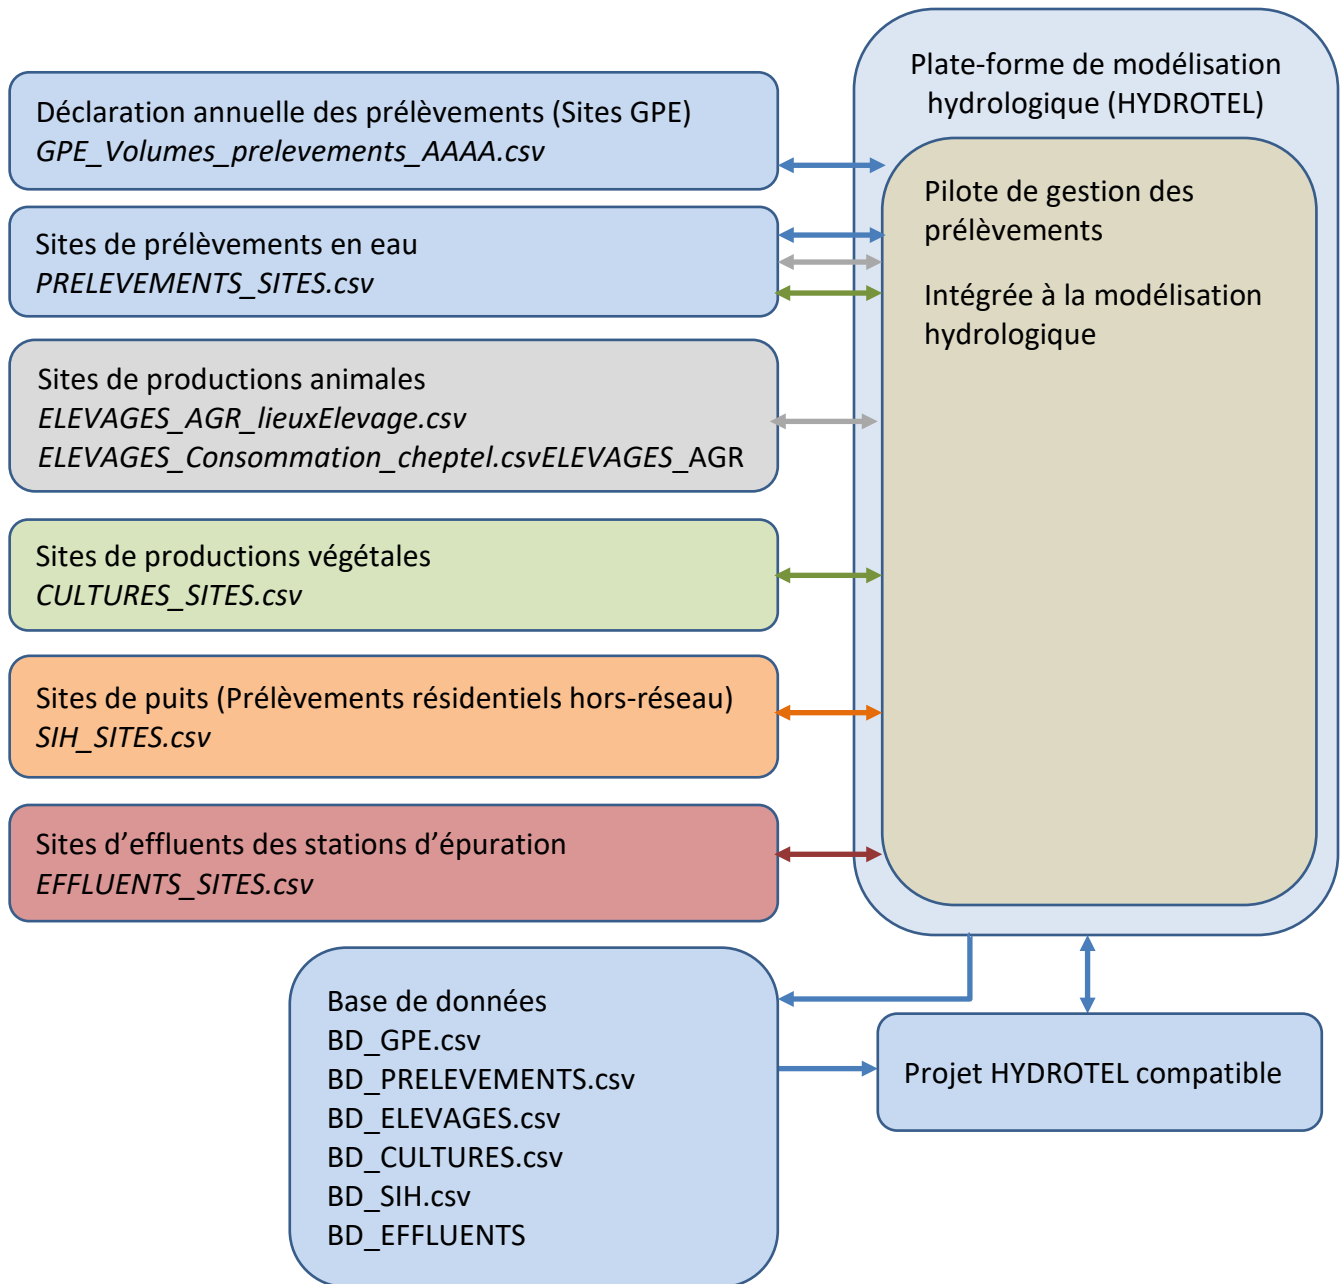 Plate-forme de modélisation
hydrologique (HYDROTEL)
Déclaration annuelle des prélèvements (Sites GPE)
GPE_Volumes_prelevements_AAAA.csv
Pilote de gestion des
prélèvements
Intégrée à la modélisation
hydrologique
Sites de prélèvements en eau
PRELEVEMENTS_SITES.csv
Sites de productions animales
ELEVAGES_AGR_lieuxElevage.csv
ELEVAGES_Consommation_cheptel.csvELEVAGES_AGR
Sites de productions végétales
CULTURES_SITES.csv
Sites de puits (Prélèvements résidentiels hors-réseau)
SIH_SITES.csv
Sites d’effluents des stations d’épuration
EFFLUENTS_SITES.csv
Base de données
BD_GPE.csv
BD_PRELEVEMENTS.csv
BD_ELEVAGES.csv
BD_CULTURES.csv
BD_SIH.csv
BD_EFFLUENTS
Projet HYDROTEL compatible